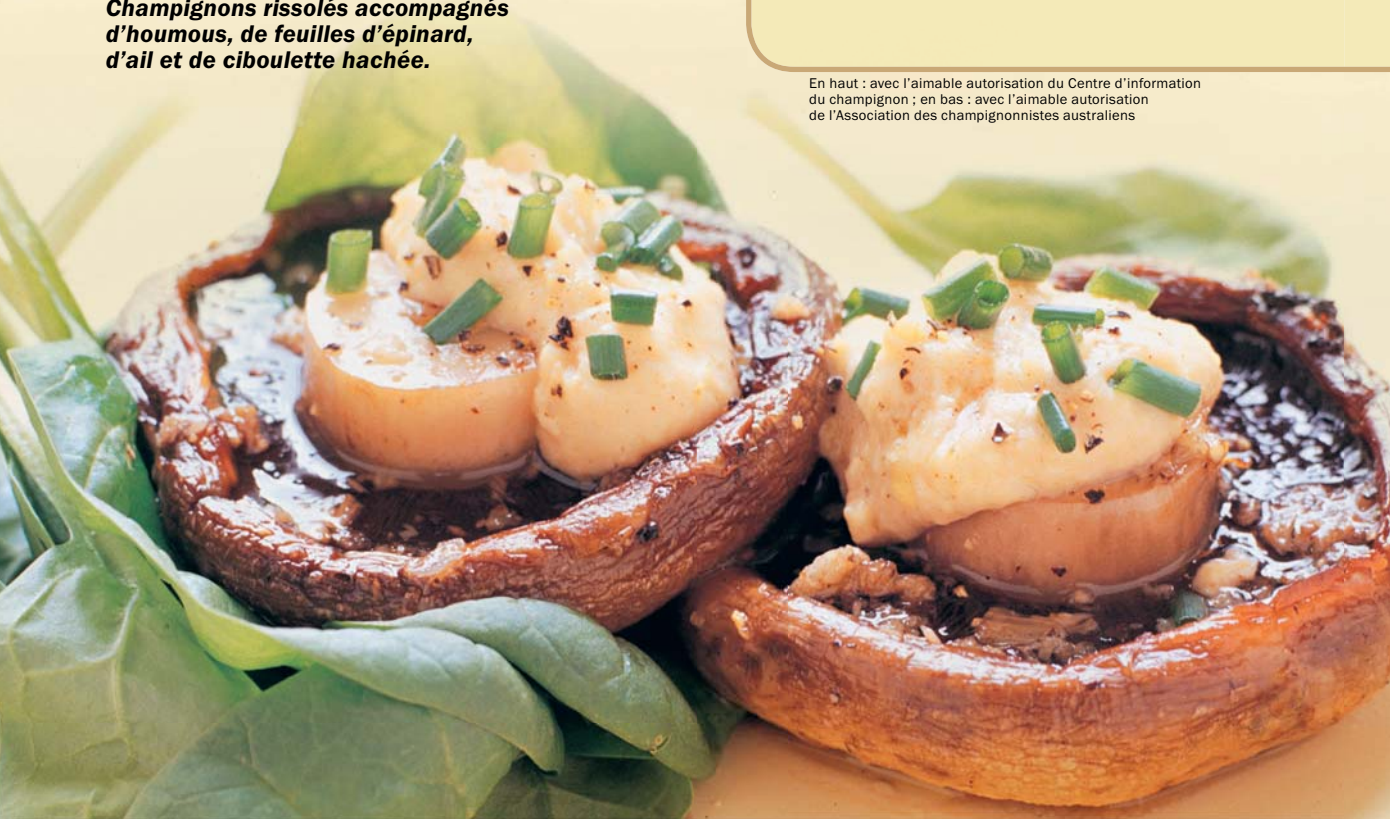 Champignons rissolés accompagnés
d’houmous, de feuilles d’épinard,
d’ail et de ciboulette hachée.
En haut : avec l’aimable autorisation du Centre d’information
du champignon ; en bas : avec l’aimable autorisation
de l’Association des champignonnistes australiens